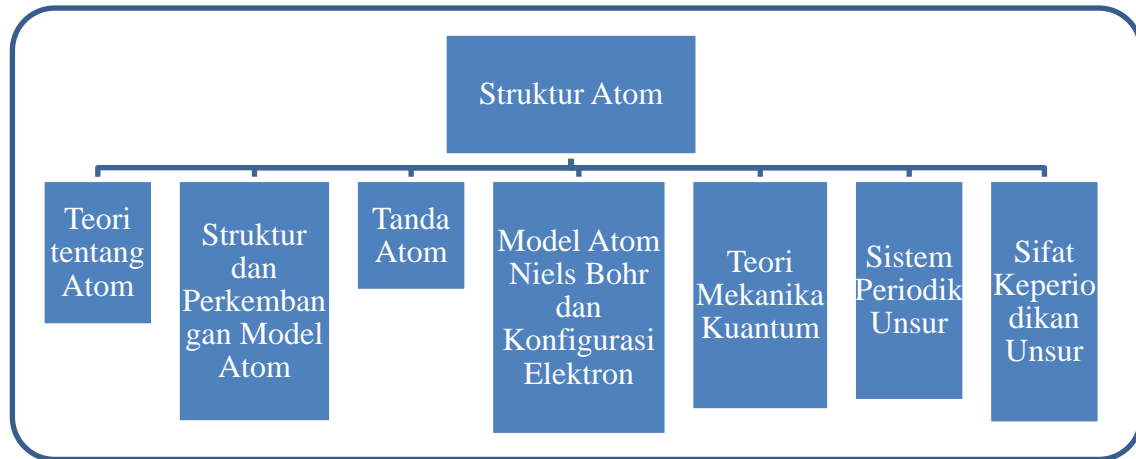 Struktur Atom
Teori
tentang
Atom
Struktur
dan
Perkemban
gan Model
Atom
Tanda
Atom
Model Atom
Niels Bohr
dan
Konfigurasi
Elektron
Teori
Mekanika
Kuantum
Sistem
Periodik
Unsur
Sifat
Keperio
dikan
Unsur